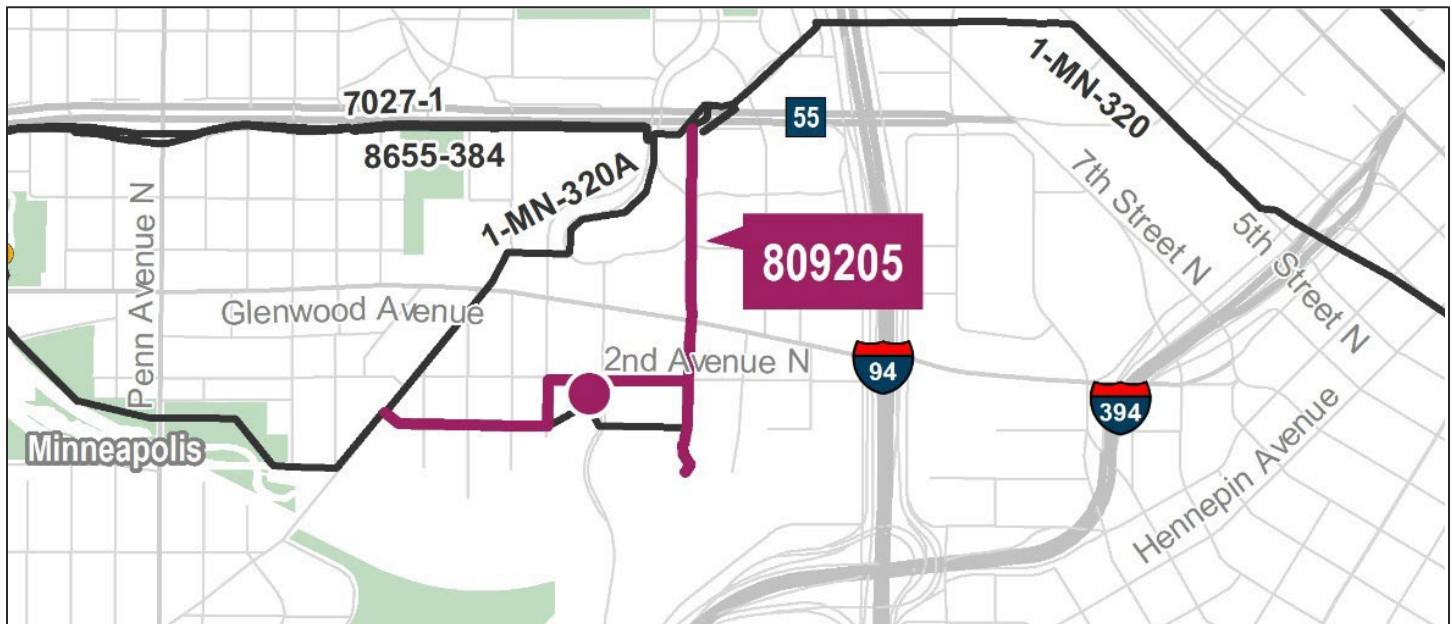 7027-1
8655-384
55
1-MN-320
1-MN-320A
Penn Avenue N
809205
7th Street N
5th Street N
Glenwood Avenue
2nd Avenue N
94
394
Hennepin Avenue
Minneapolis